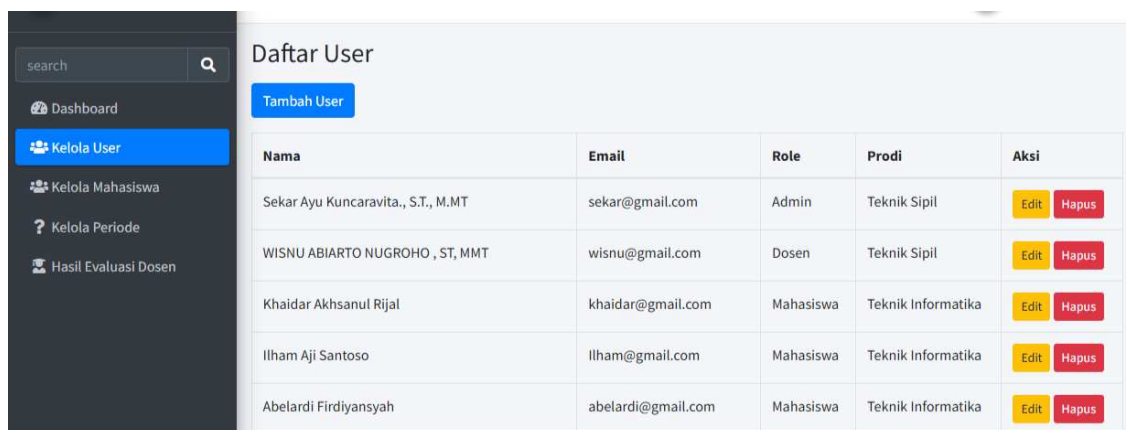 search
Dashboard
Kelola User
Kelola Mahasiswa
Kelola Periode
Hasil Evaluasi Dosen
Daftar User
Tambah User
Nama Email Role Prodi Aksi
Sekar Ayu Kuncaravita., S.T., M.MT sekar@gmail.com Admin Teknik Sipil Edit Hapus
WISNU ABIARTO NUGROHO , ST, MMT wisnu@gmail.com Dosen Teknik Sipil Edit Hapus
Khaidar Akhsanul Rijal khaidar@gmail.com Mahasiswa Teknik Informatika Edit Hapus
Ilham Aji Santoso Ilham@gmail.com Mahasiswa Teknik Informatika Edit Hapus
Abelardi Firdiyansyah abelardi@gmail.com Mahasiswa Teknik Informatika Edit Hapus